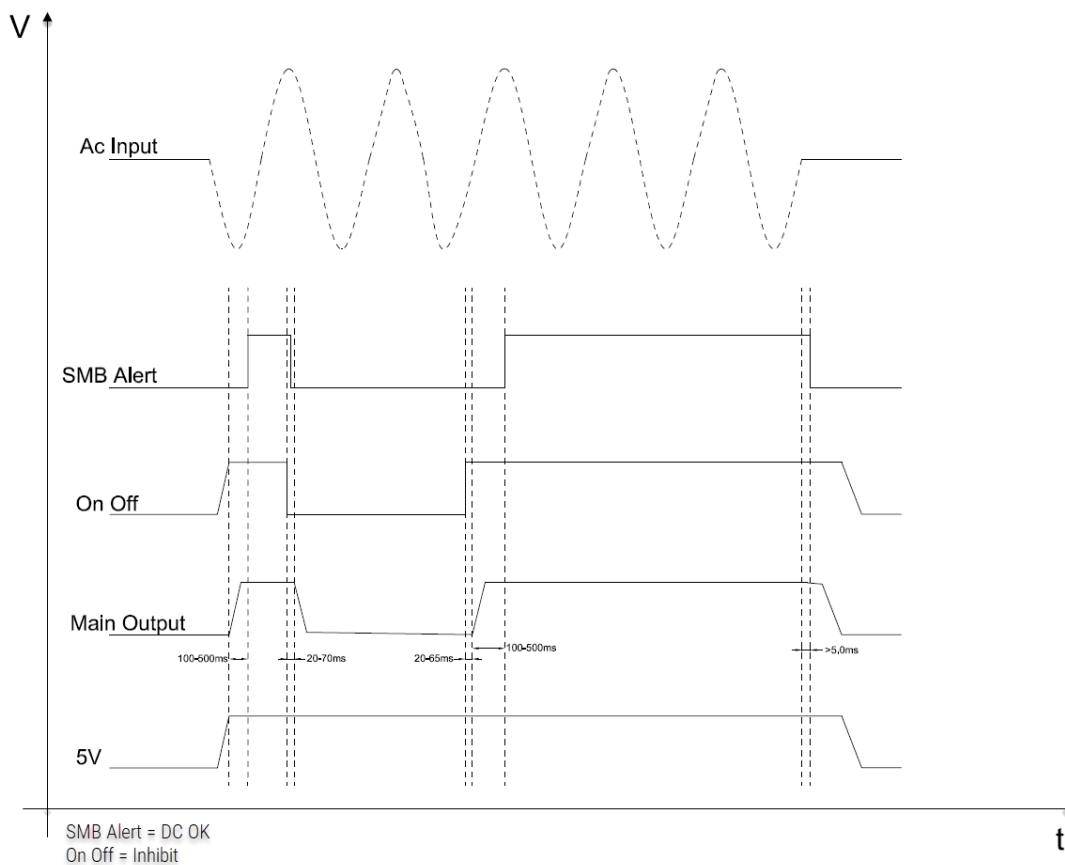 V
Ac Input
SMB Alert
On Off
Main Output
100-500ms
20-70ms
20-65ms
100-500ms
>5,0ms
5V
t
SMB Alert = DC OK
On Off = Inhibit